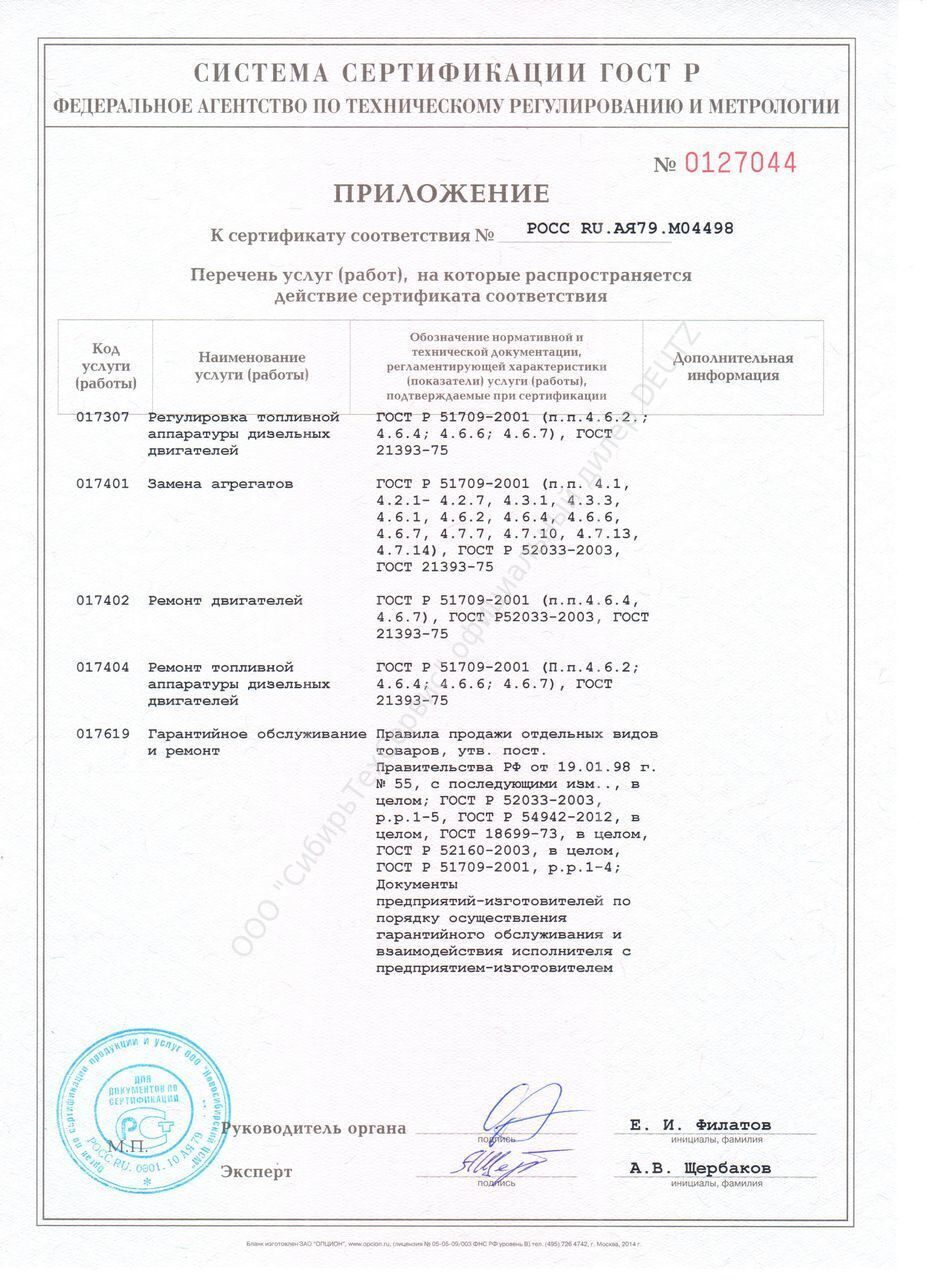 СИСТЕМА СЕРТИФИКАЦИИ ГОСТ Р
ФЕДЕРАЛЬНОЕ АГЕНТСТВО ПО ТЕХНИЧЕСКОМУ РЕГУЛИРОВАНИЮ И МЕТРОЛОГИИ
№ 0127044
ПРИЛОЖЕНИЕ
К сертификату соответствия № РОСС RU.АЯ79.М04498
Перечень услуг (работ), на которые распространяется
действие сертификата соответствия
Код
услуги
(работы)
Наименование
услуги (работы)
Обозначение нормативной и
технической документации,
регламентирующей характеристики
(показатели) услуги (работы),
подтвержаемые при сертификации
Дополнительная
информация
017307 Регулировка топливной ГОСТ Р 51709-2001 (п.п.4.6.2.;
аппаратуры дизельных 4.6.4; 4.6.6; 4.6.7), ГОСТ
двигателей 21393-75
017401 Замена агрегатов ГОСТ Р 51709-2001 (п.п. 4.1,
4.2.1- 4.2.7, 4.3.1, 4.3.3,
4.6.1, 4.6.2, 4.6.4, 4.6.6,
4.6.7, 4.7.7, 4.7.10, 4.7.13,
4.7.14), ГОСТ Р 52033-2003,
ГОСТ 21393-75
017402 Ремонт двигателей ГОСТ Р 51709-2001 (п.п.4.6.4,
4.6.7), ГОСТ Р52033-2003, ГОСТ
21393-75
017404 Ремонт топливной ГОСТ Р 51709-2001 (П.п.4.6.2;
аппаратуры дизельных 4.6.4; 4.6.6; 4.6.7), ГОСТ
двигателей 21393-75
017619 Гарантийное обслуживание Правила продажи отдельных видов
и ремонт товаров, утв. пост.
Правительства РФ от 19.01.98 г.
№ 55, с последующими изм.., в
целом; ГОСТ Р 52033-2003,
р.р.1-5, ГОСТ Р 54942-2012, в
целом, ГОСТ 18699-73, в целом,
ГОСТ Р 52160-2003, в целом,
ГОСТ Р 51709-2001, р.р.1-4;
Документы
предприятий-изготовителей по
порядку осуществления
гарантийного обслуживания и
взаимодействия исполнителя с
предприятием-изготовителем
ООО "СибирьТехСервис" официальный дилер DEUTZ
Орган по сертификации продукции и услуг ООО "Новосибирский ЦСМ"
ДЛЯ
ДОКУМЕНТОВ ПО
СЕРТИФИКАЦИИ
РОСС RU. 0001. 10 АЯ 79
М.П.
Руководитель органа
подпись
Е. И. Филатов
инициалы, фамилия
Эксперт
подпись
А.В. Щербаков
инициалы, фамилия
Бланк изготовлен ЗАО "ОПЦИОН", www.opcion.ru, (лицензия № 05-05-09/003 ФНС РФ уровень В) тел. (495) 726 4742, г. Москва, 2014 г.